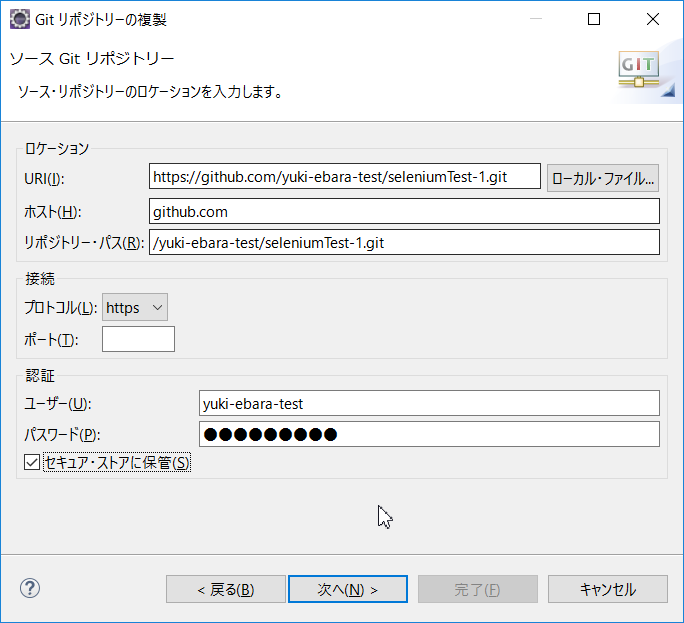 Git リポジトリーの複製
ソース Git リポジトリー
ソース・リポジトリーのロケーションを入力します。
GIT
ロケーション
URI(I): https://github.com/yuki-ebara-test/seleniumTest-1.git ローカル・ファイル...
ホスト(H): github.com
リポジトリー・パス(R): /yuki-ebara-test/seleniumTest-1.git
接続
プロトコル(L): https
ポート(T):
認証
ユーザー(U): yuki-ebara-test
パスワード(P): ●●●●●●●●●
セキュア・ストアに保管(S)
< 戻る(B) 次へ(N) > 完了(F) キャンセル